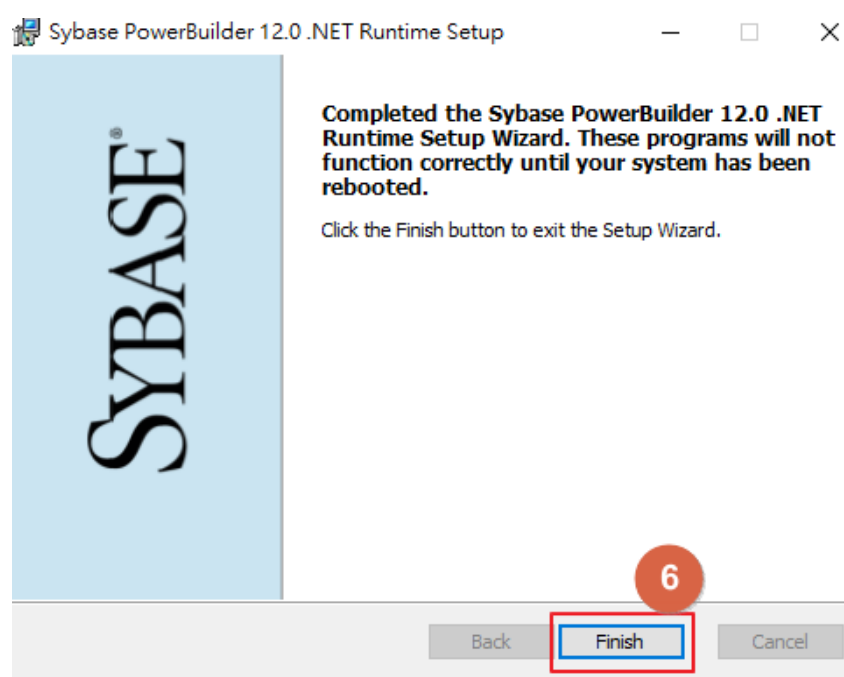 Sybase PowerBuilder 12.0 .NET Runtime Setup
SYBASE®
Completed the Sybase PowerBuilder 12.0 .NET
Runtime Setup Wizard. These programs will not
function correctly until your system has been
rebooted.
Click the Finish button to exit the Setup Wizard.
6
Back Finish Cancel